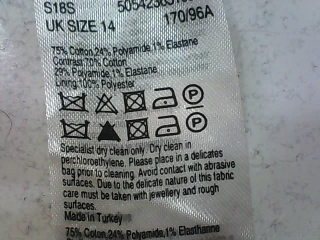 S18S
UK SIZE 14
170/96A
75% Cotton,24% Polyamide,1% Elastane
Contrast:70% Cotton
29% Polyamide,1% Elastane
Lining:100% Polyester
P
P
Specialist dry clean only. Dry clean in
perchloroethylene. Please place in a delicates
bag prior to cleaning. Avoid contact with abrasive
surfaces. Due to the delicate nature of this fabric
care must be taken with jewellery and rough
surfaces.
Made in Turkey
75% Coton,24% Polyamide,1% Élasthanne